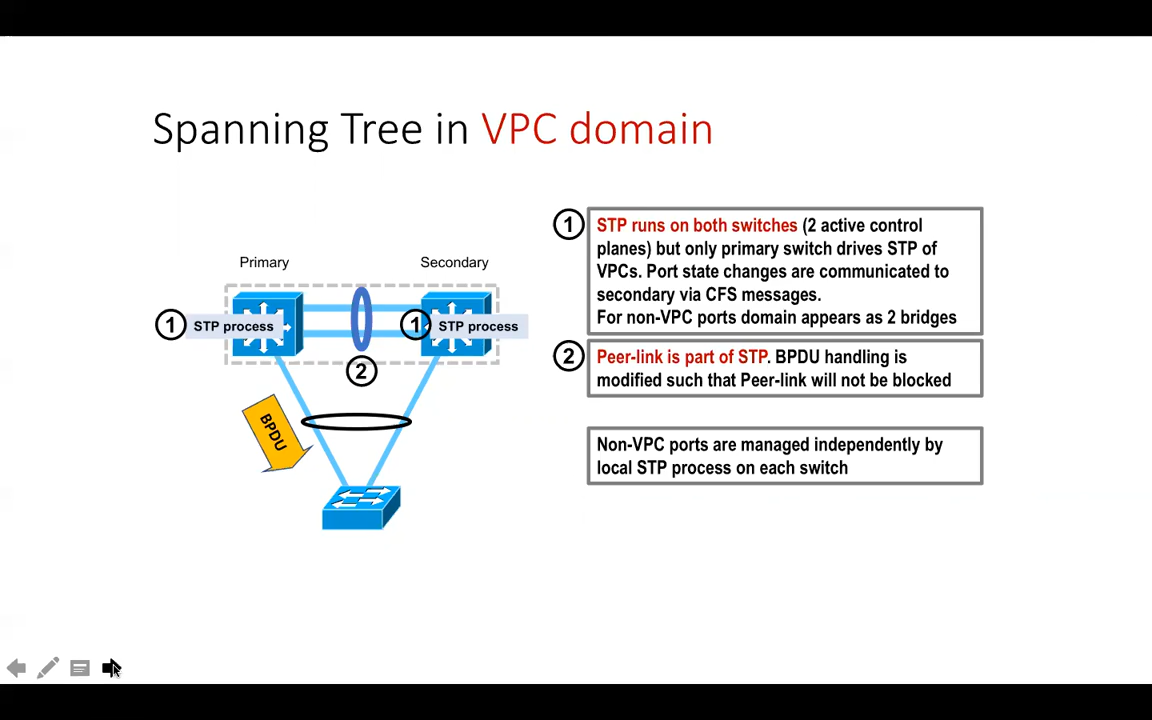 Spanning Tree in VPC domain
Primary
Secondary
1
STP process
1
STP process
2
BPDU
1
STP runs on both switches (2 active control
planes) but only primary switch drives STP of
VPCs. Port state changes are communicated to
secondary via CFS messages.
For non-VPC ports domain appears as 2 bridges
2
Peer-link is part of STP. BPDU handling is
modified such that Peer-link will not be blocked
Non-VPC ports are managed independently by
local STP process on each switch